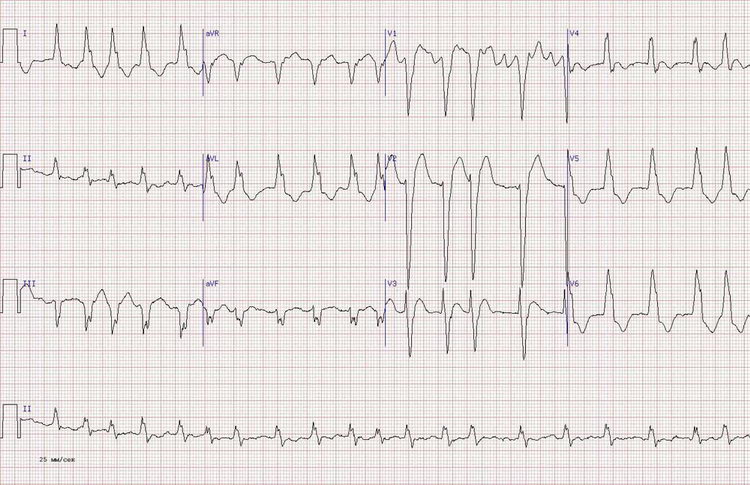 I aVR V1 V4
II aVL V2 V5
III aVF V3 V6
II
25 мм/сек